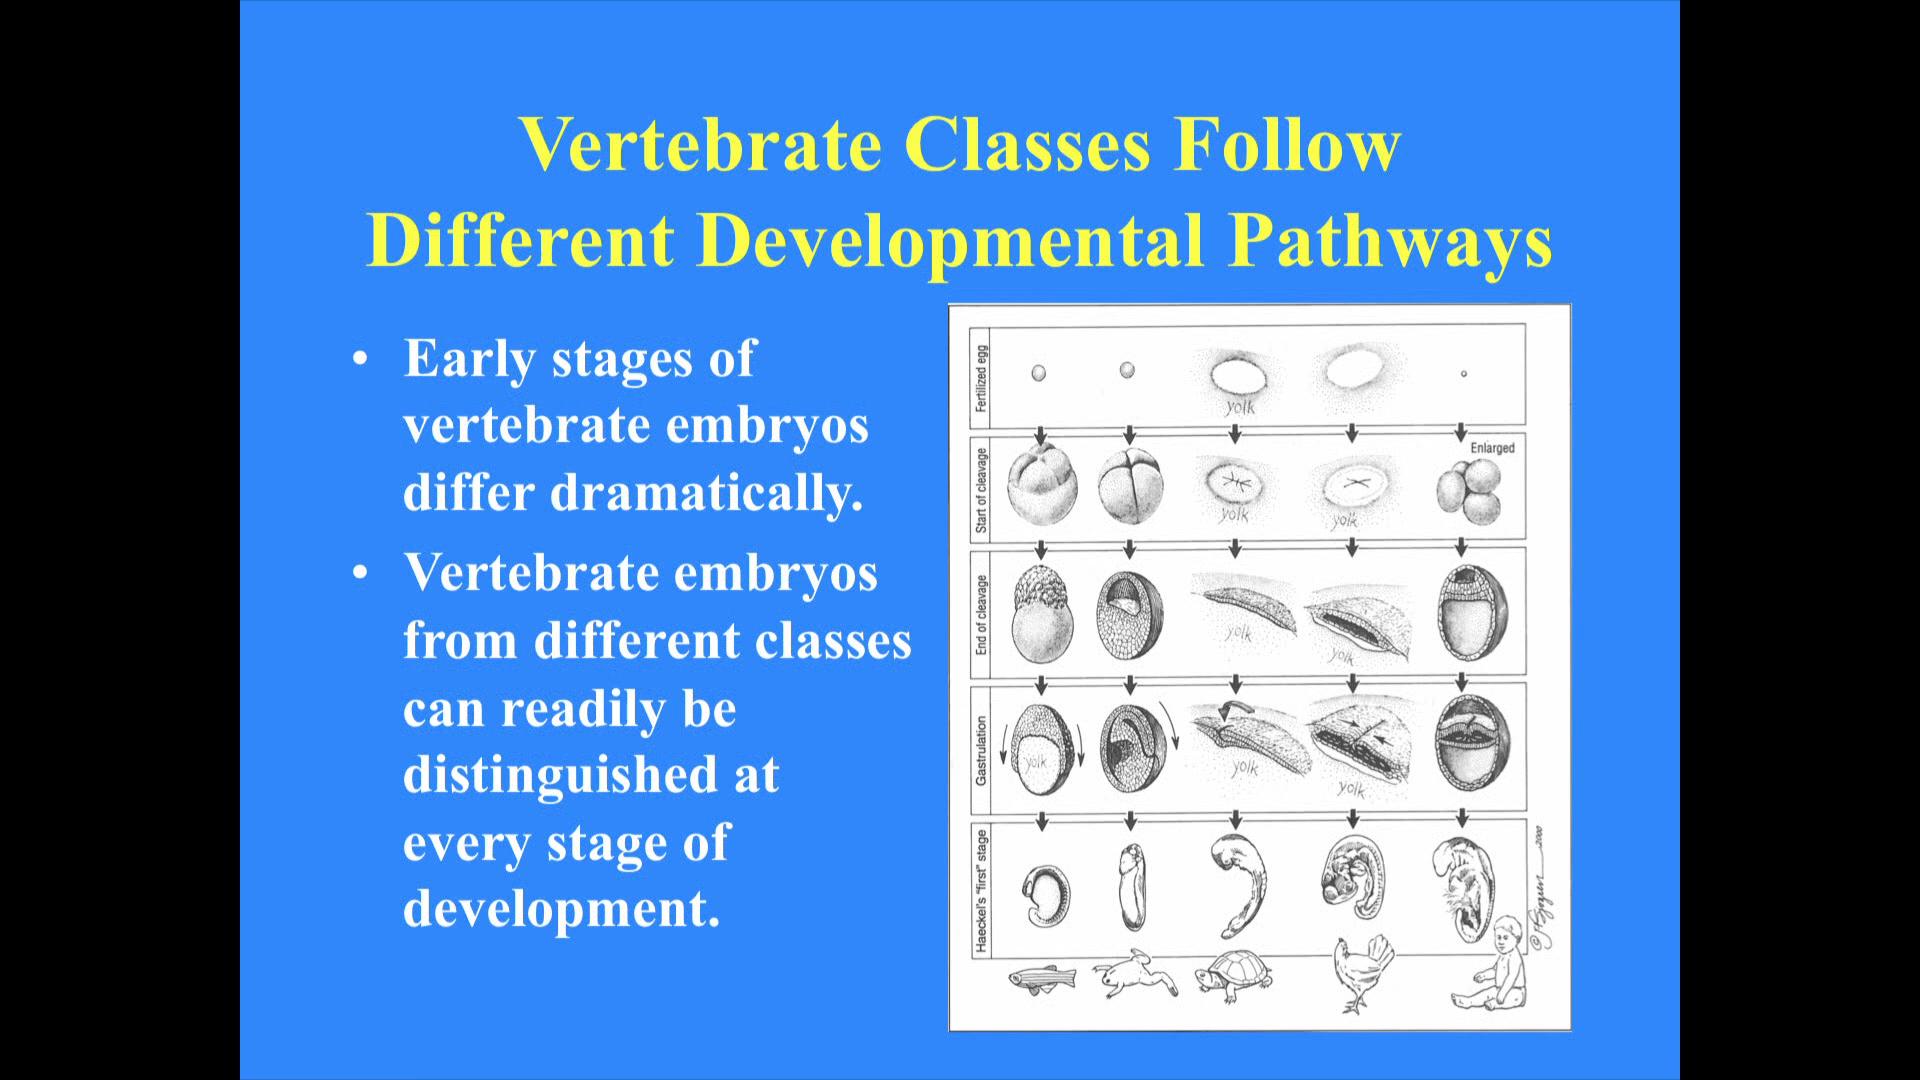 Vertebrate Classes Follow
Different Developmental Pathways
• Early stages of
vertebrate embryos
differ dramatically.
• Vertebrate embryos
from different classes
can readily be
distinguished at
every stage of
development.
Fertilized egg
yolk
Start of cleavage
Enlarged
yolk
yolk
End of cleavage
yolk
yolk
Gastrulation
yolk
yolk
yolk
Haeckel's "first" stage
2000